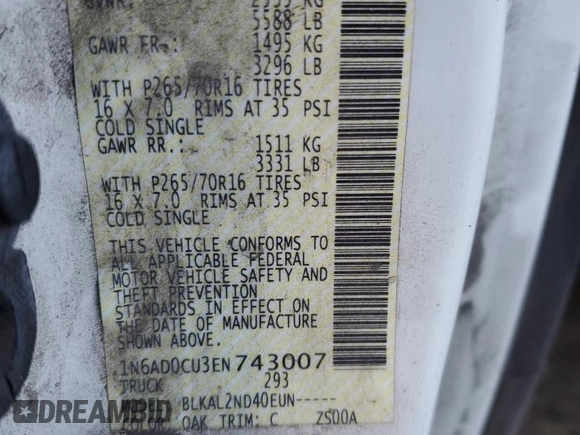 5588 LB
GAWR FR.: 1495 KG
3296 LB
WITH P265/70R16 TIRES
16 X 7.0 RIMS AT 35 PSI
COLD SINGLE
GAWR RR.: 1511 KG
3331 LB
WITH P265/70R16 TIRES
16 X 7.0 RIMS AT 35 PSI
COLD SINGLE
THIS VEHICLE CONFORMS TO
ALL APPLICABLE FEDERAL
MOTOR VEHICLE SAFETY AND
THEFT PREVENTION
STANDARDS IN EFFECT ON
THE DATE OF MANUFACTURE
SHOWN ABOVE.
1N6AD0CU3EN743007
TRUCK 293
BLKAL2ND40EUN-----
OAK TRIM: C ZS00A
DREAMBID